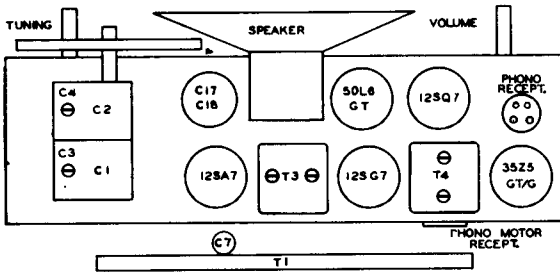 TUNING
SPEAKER
VOLUME
C4
C2
C17
C18
50L6
GT
12SQ7
PHONO
RECEPT.
C3
C1
12SA7
T3
12SG7
T4
35Z5
GT/G
C7
PHONO MOTOR
RECEPT.
T1